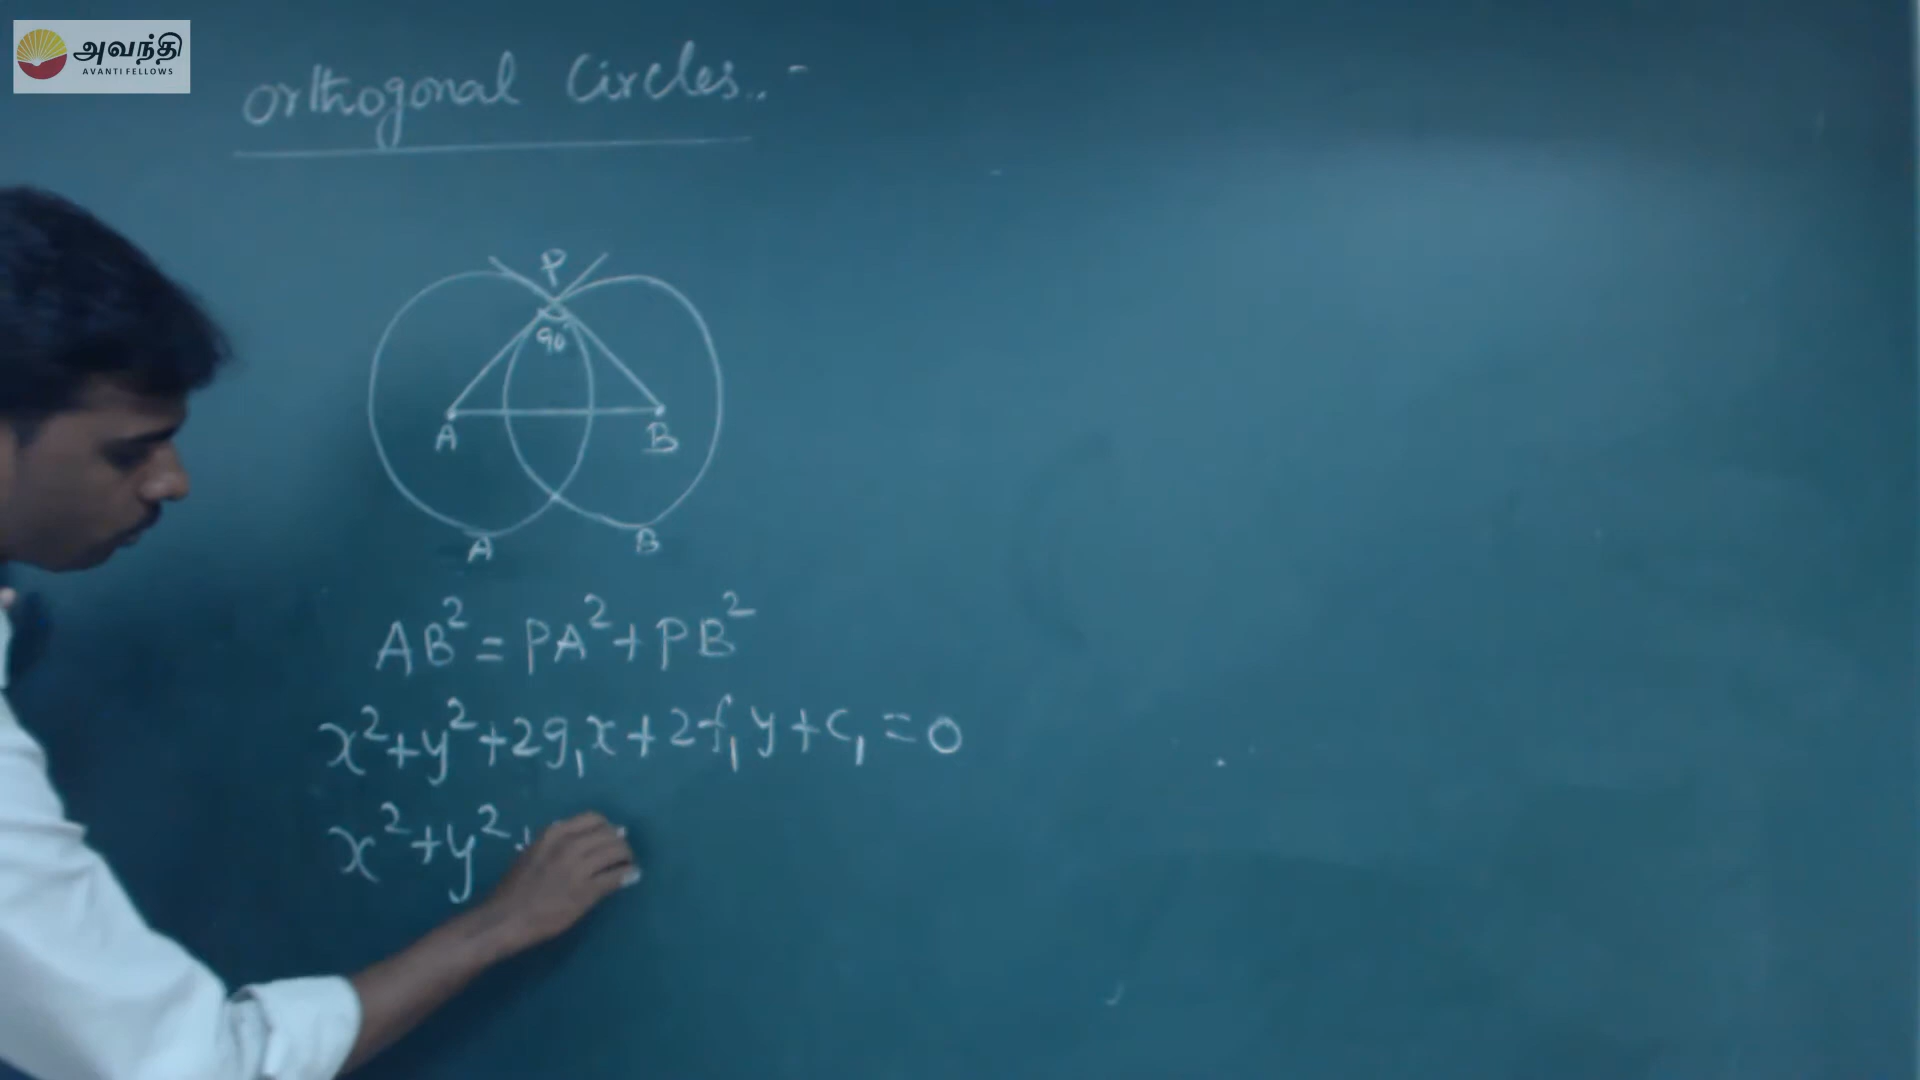 அவந்தி
AVANTI FELLOWS
Orthogonal Circles..-
P
90°
A B
A B
AB² = PA² + PB²
x² + y² + 2g₁x + 2f₁y + c₁ = 0
x² + y² +